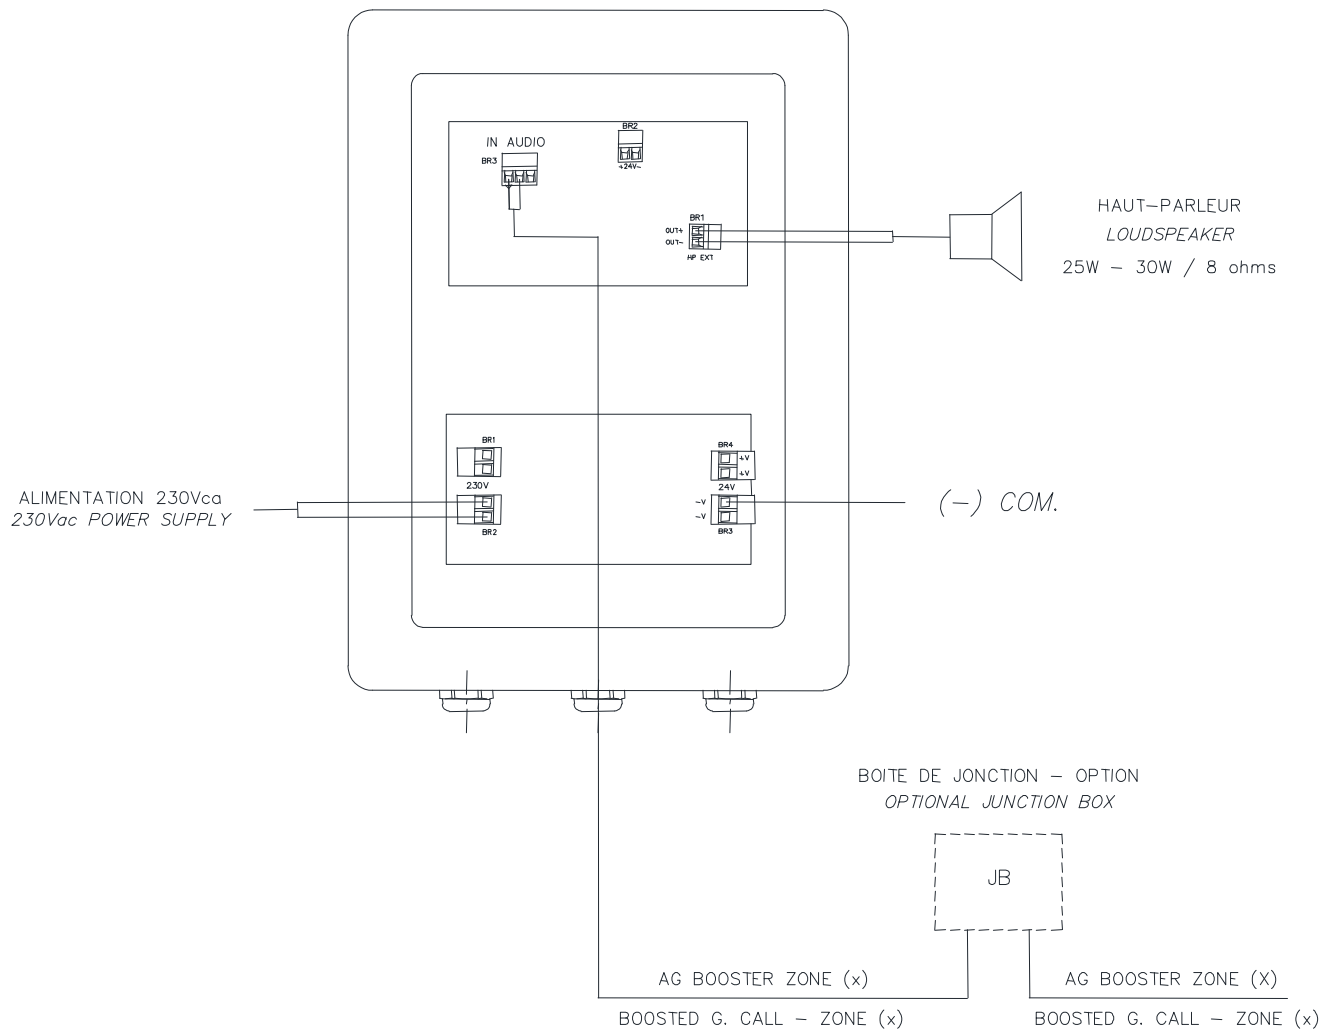 BR2
IN AUDIO
BR3
+24V-
HAUT-PARLEUR
LOUDSPEAKER
25W - 30W / 8 ohms
BR1
OUT+
OUT-
HP EXT
BR1
230V
BR2
BR4
+V
+V
24V
-V
-V
BR3
ALIMENTATION 230Vca
230Vac POWER SUPPLY
(-) COM.
BOITE DE JONCTION - OPTION
OPTIONAL JUNCTION BOX
JB
AG BOOSTER ZONE (x)
BOOSTED G. CALL - ZONE (x)
AG BOOSTER ZONE (X)
BOOSTED G. CALL - ZONE (x)